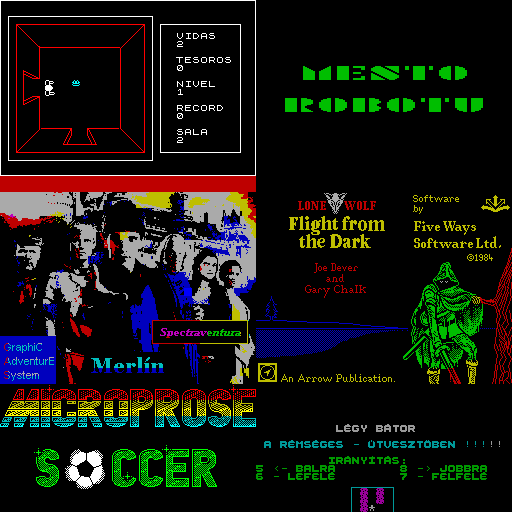 VIDAS
2
TESOROS
0
NIVEL
1
RECORD
0
SALA
2
MESTO
ROBOTU
GraphiC
AdventurE
System
Merlín
Spectraventura
LONE WOLF
Flight from
the Dark
Joe Dever
and
Gary Chalk
Software
by
Five Ways
Software Ltd.
©1984
An Arrow Publication.
MICROPROSE
SOCCER
LÉGY BÁTOR
A RÉMSÉGES - ÚTVESZTŐBEN !!!!!
IRÁNYITÁS:
5 <- BALRA
8 -> JOBBRA
6 - LEFELÉ
7 - FELFELÉ